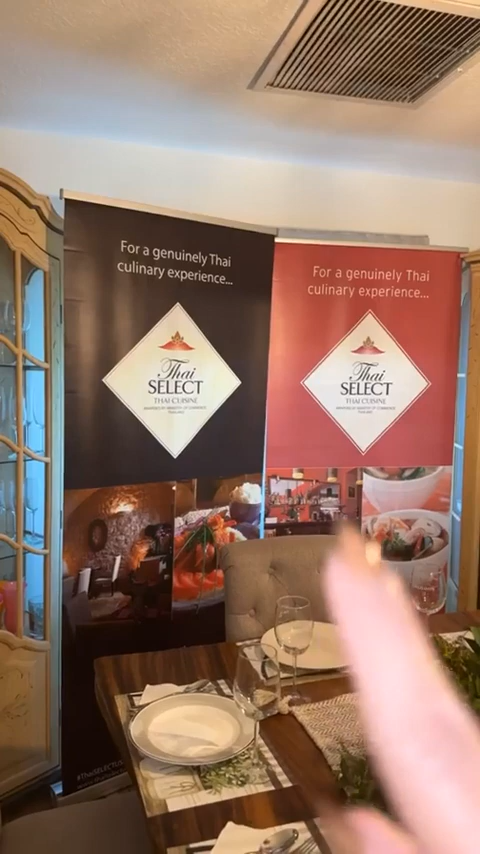 For a genuinely Thai
culinary experience...
Thai
SELECT
THAI CUISINE
For a genuinely Thai
culinary experience...
Thai
SELECT
THAI CUISINE